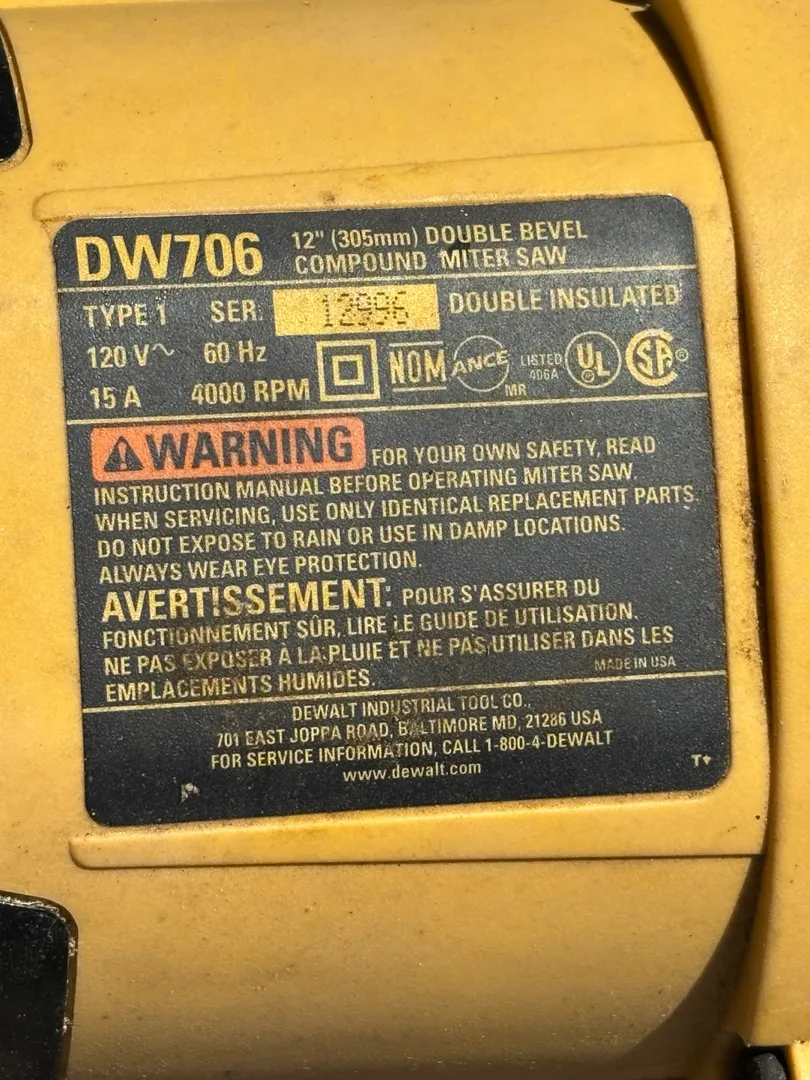 DW706 12" (305mm) DOUBLE BEVEL
COMPOUND MITER SAW
TYPE 1 SER. 12996 DOUBLE INSULATED
120 V~ 60 Hz
15 A 4000 RPM
NOM ANCE MR LISTED 406A UL ® SA ®
WARNING FOR YOUR OWN SAFETY, READ
INSTRUCTION MANUAL BEFORE OPERATING MITER SAW.
WHEN SERVICING, USE ONLY IDENTICAL REPLACEMENT PARTS.
DO NOT EXPOSE TO RAIN OR USE IN DAMP LOCATIONS.
ALWAYS WEAR EYE PROTECTION.
AVERTISSEMENT: POUR S'ASSURER DU
FONCTIONNEMENT SÛR, LIRE LE GUIDE DE UTILISATION.
NE PAS EXPOSER À LA PLUIE ET NE PAS UTILISER DANS LES
EMPLACEMENTS HUMIDES.
MADE IN USA
DEWALT INDUSTRIAL TOOL CO.,
701 EAST JOPPA ROAD, BALTIMORE MD, 21286 USA
FOR SERVICE INFORMATION, CALL 1-800-4-DEWALT
www.dewalt.com